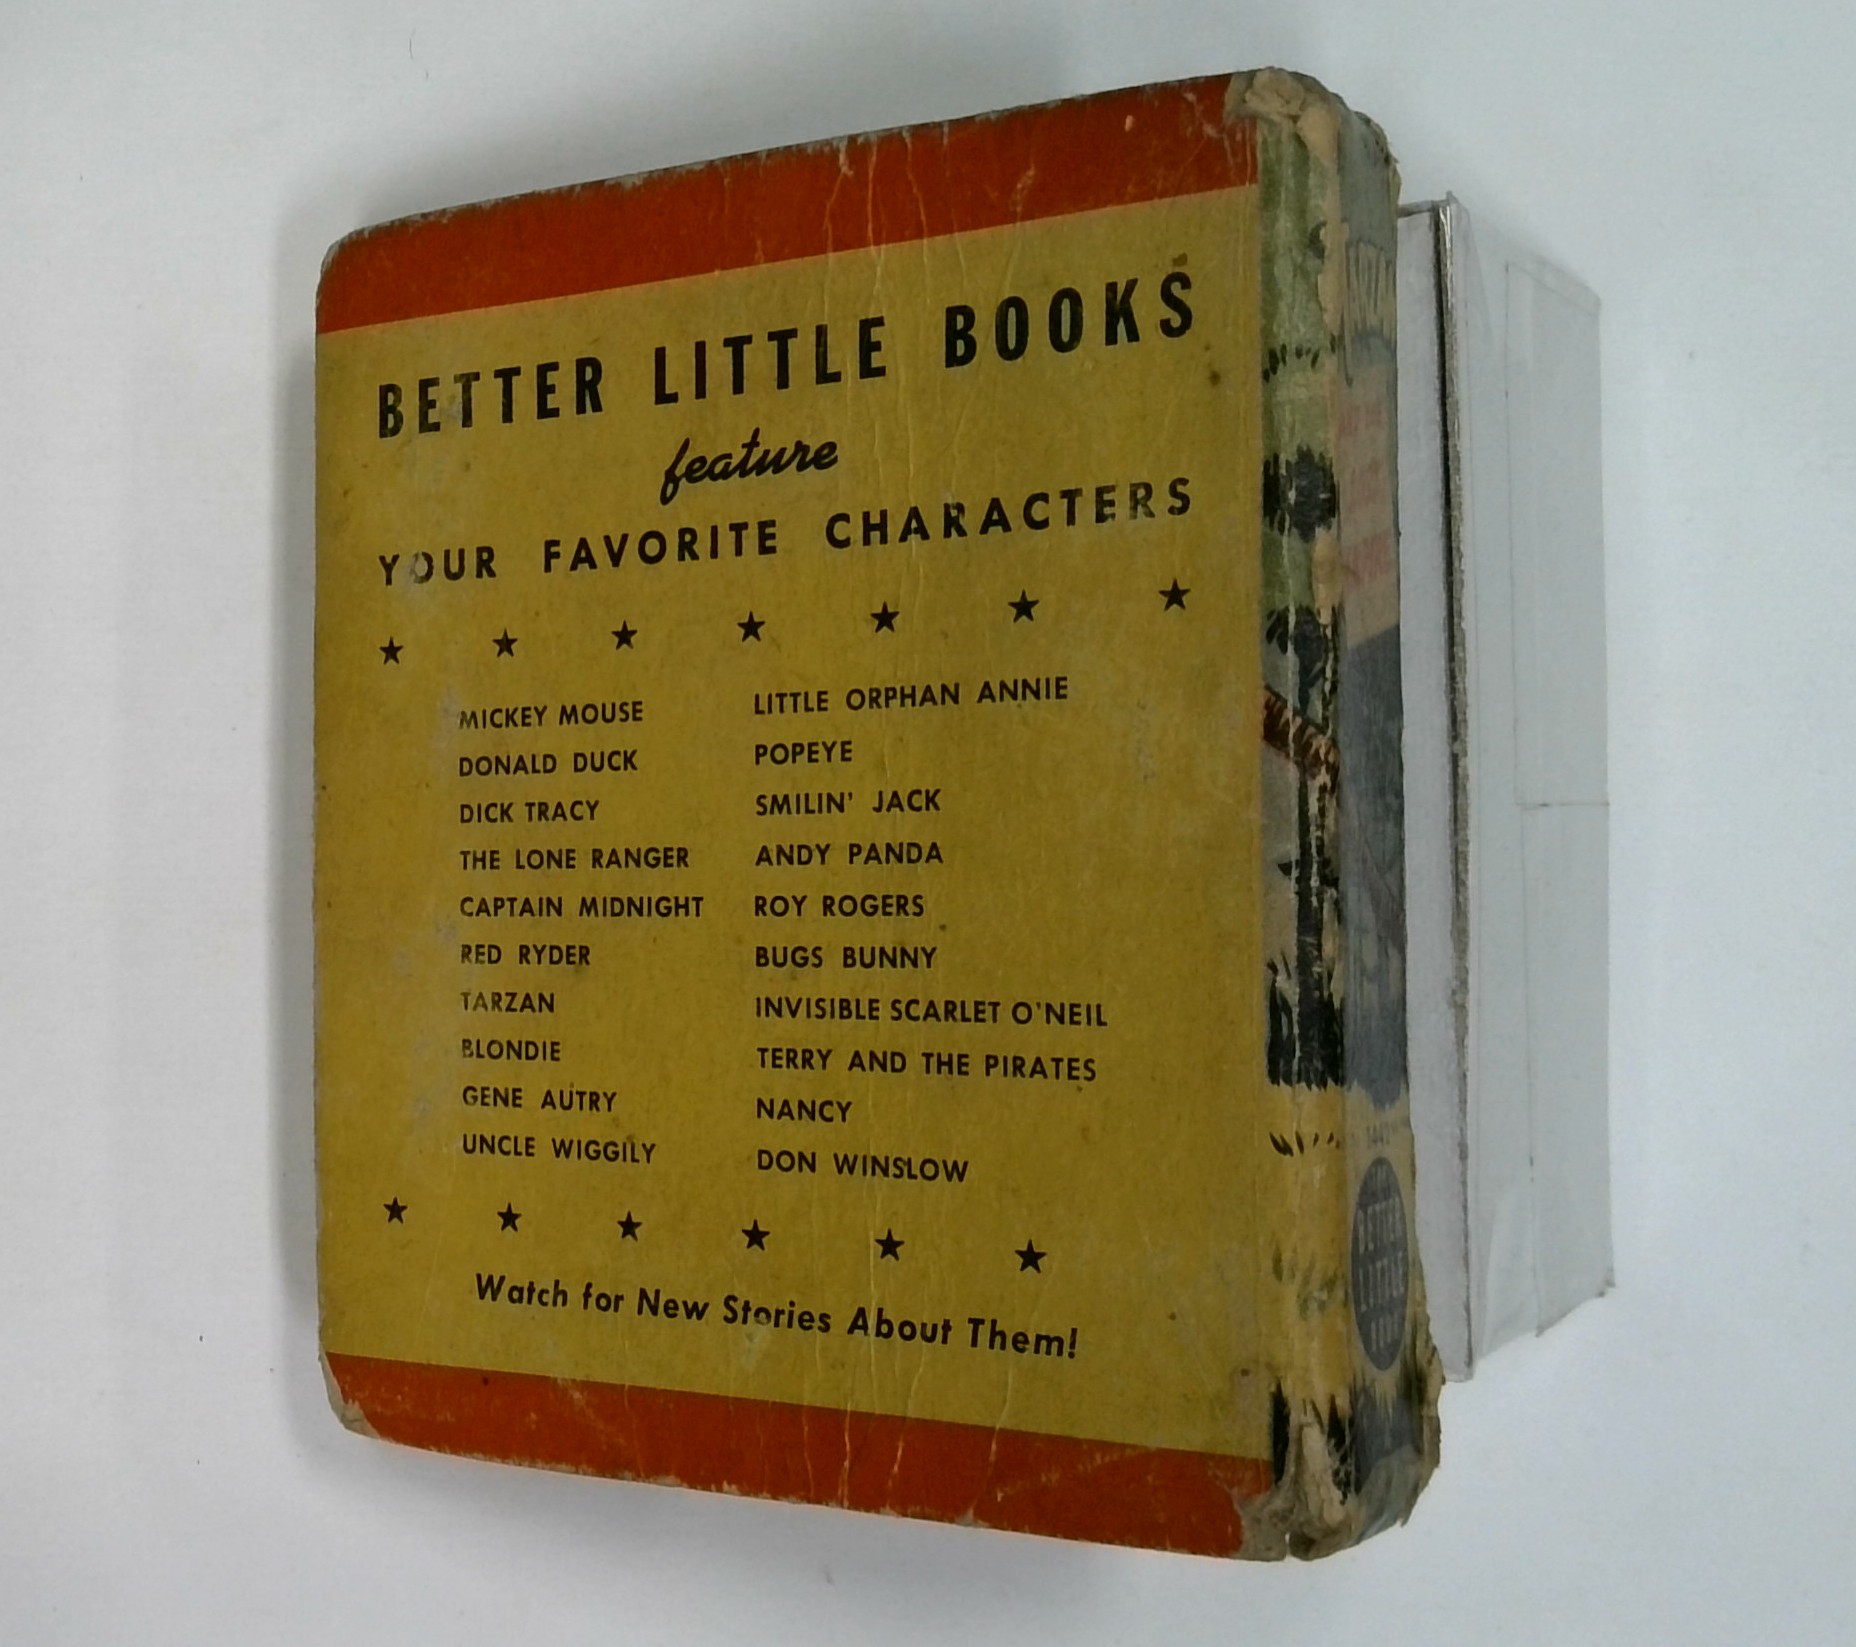 BETTER LITTLE BOOKS
feature
YOUR FAVORITE CHARACTERS
MICKEY MOUSE
DONALD DUCK
DICK TRACY
THE LONE RANGER
CAPTAIN MIDNIGHT
RED RYDER
TARZAN
BLONDIE
GENE AUTRY
UNCLE WIGGILY
LITTLE ORPHAN ANNIE
POPEYE
SMILIN' JACK
ANDY PANDA
ROY ROGERS
BUGS BUNNY
INVISIBLE SCARLET O'NEIL
TERRY AND THE PIRATES
NANCY
DON WINSLOW
Watch for New Stories About Them!
TARZAN
BETTER
LITTLE
BOOK